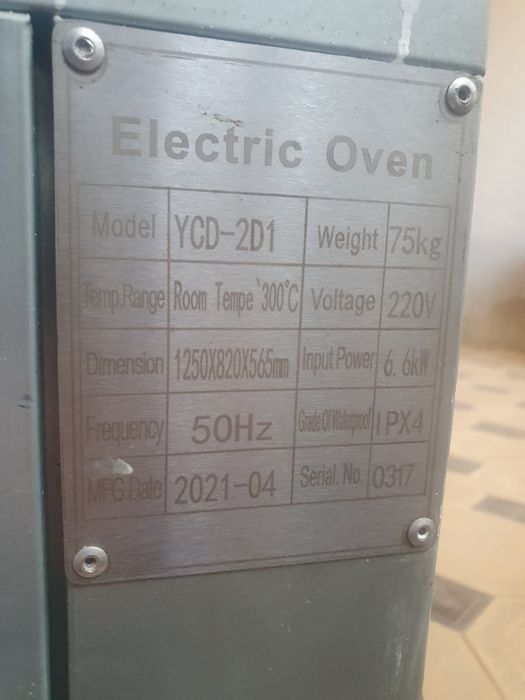 Electric Oven
Model YCD-2D1 Weight 75kg
Temp.Range Room Tempe`300℃ Voltage 220V
Dimension 1250X820X565mm Input Power 6.6kW
Frequency 50Hz Grade Of Waterproof IPX4
MFG.Date 2021-04 Serial. No. 0317